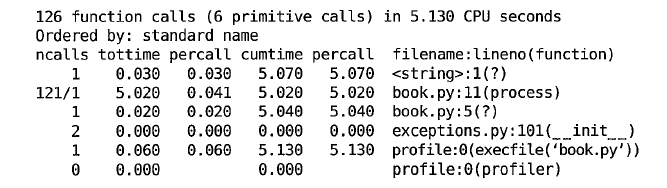 126 function calls (6 primitive calls) in 5.130 CPU seconds
Ordered by: standard name
ncalls tottime percall cumtime percall filename:lineno(function)
1 0.030 0.030 5.070 5.070 <string>:1(?)
121/1 5.020 0.041 5.020 5.020 book.py:11(process)
1 0.020 0.020 5.040 5.040 book.py:5(?)
2 0.000 0.000 0.000 0.000 exceptions.py:101(__init__)
1 0.060 0.060 5.130 5.130 profile:0(execfile(‘book.py’))
0 0.000 0.000 profile:0(profiler)